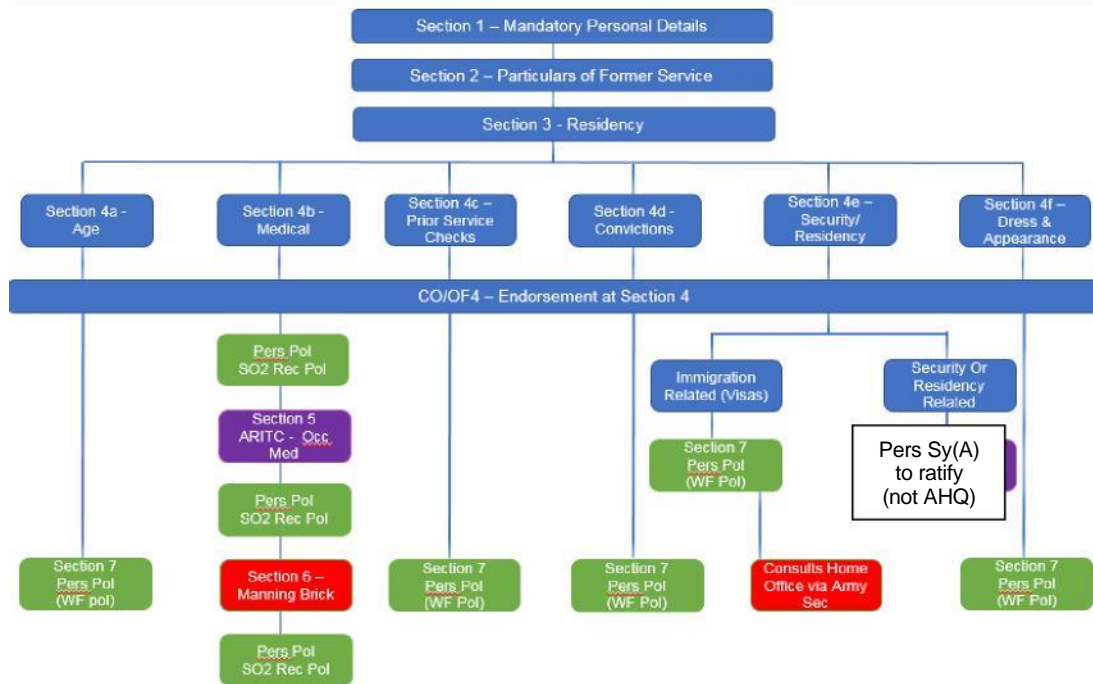 Section 1 – Mandatory Personal Details
Section 2 – Particulars of Former Service
Section 3 - Residency
Section 4a -
Age
Section 4b -
Medical
Section 4c –
Prior Service
Checks
Section 4d -
Convictions
Section 4e –
Security/
Residency
Section 4f –
Dress &
Appearance
CO/OF4 – Endorsement at Section 4
Pers Pol
SO2 Rec Pol
Immigration
Related (Visas)
Security Or
Residency
Related
Section 5
ARITC - Occ
Med
Section 7
Pers Pol
(WF Pol)
Pers Sy(A)
to ratify
(not AHQ)
Pers Pol
SO2 Rec Pol
Section 7
Pers Pol
(WF pol)
Section 6 –
Manning Brick
Section 7
Pers Pol
(WF Pol)
Section 7
Pers Pol
(WF Pol)
Consults Home
Office via Army
Sec
Section 7
Pers Pol
(WF Pol)
Pers Pol
SO2 Rec Pol